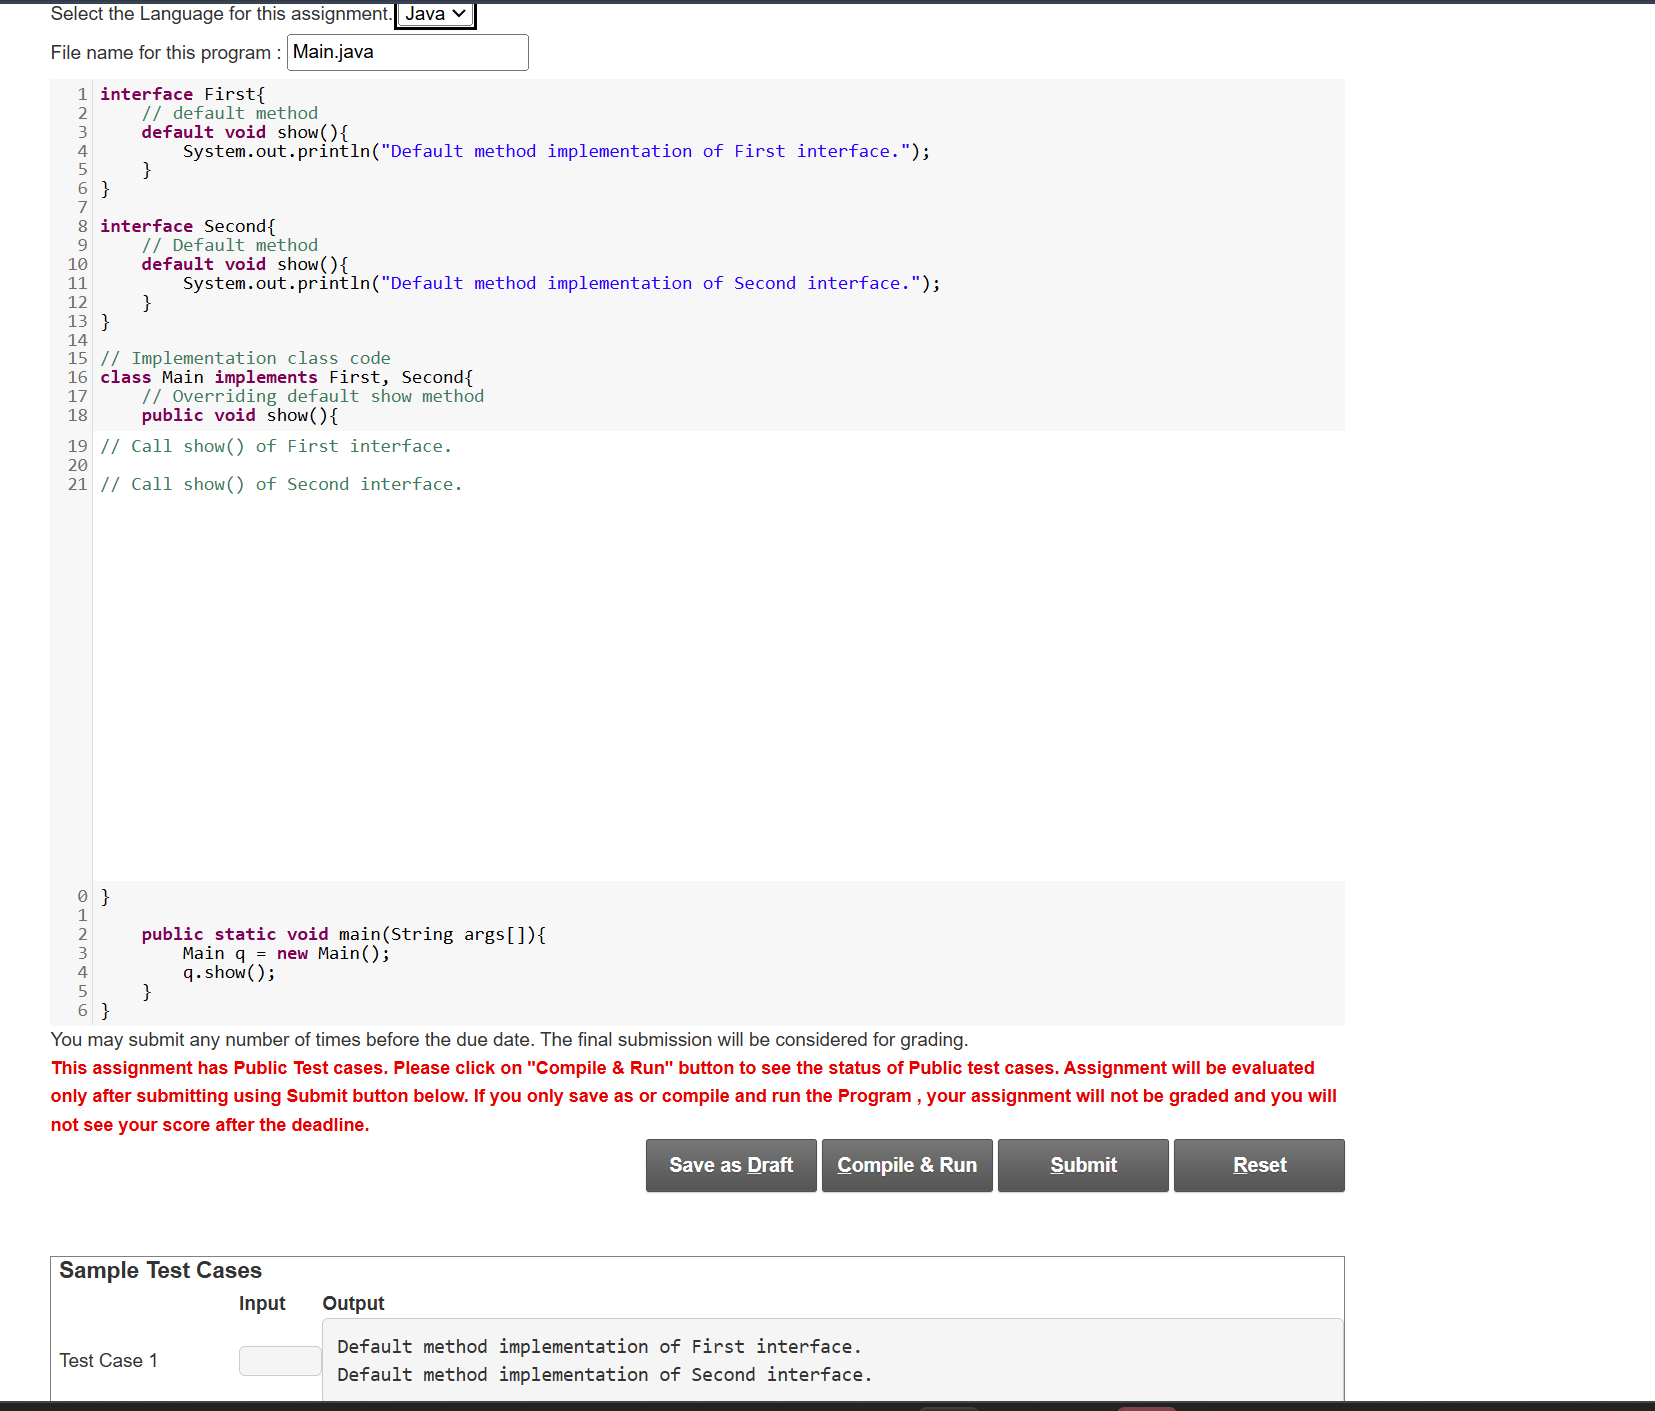 Select the Language for this assignment. Java
File name for this program : Main.java
1 interface First{
2     // default method
3     default void show(){
4         System.out.println("Default method implementation of First interface.");
5     }
6 }
7
8 interface Second{
9     // Default method
10     default void show(){
11         System.out.println("Default method implementation of Second interface.");
12     }
13 }
14
15 // Implementation class code
16 class Main implements First, Second{
17     // Overriding default show method
18     public void show(){
19 // Call show() of First interface.
20
21 // Call show() of Second interface.
0 }
1
2     public static void main(String args[]){
3         Main q = new Main();
4         q.show();
5     }
6 }
You may submit any number of times before the due date. The final submission will be considered for grading.
This assignment has Public Test cases. Please click on "Compile & Run" button to see the status of Public test cases. Assignment will be evaluated
only after submitting using Submit button below. If you only save as or compile and run the Program , your assignment will not be graded and you will
not see your score after the deadline.
Save as Draft Compile & Run Submit Reset
Sample Test Cases
Input Output
Test Case 1
Default method implementation of First interface.
Default method implementation of Second interface.